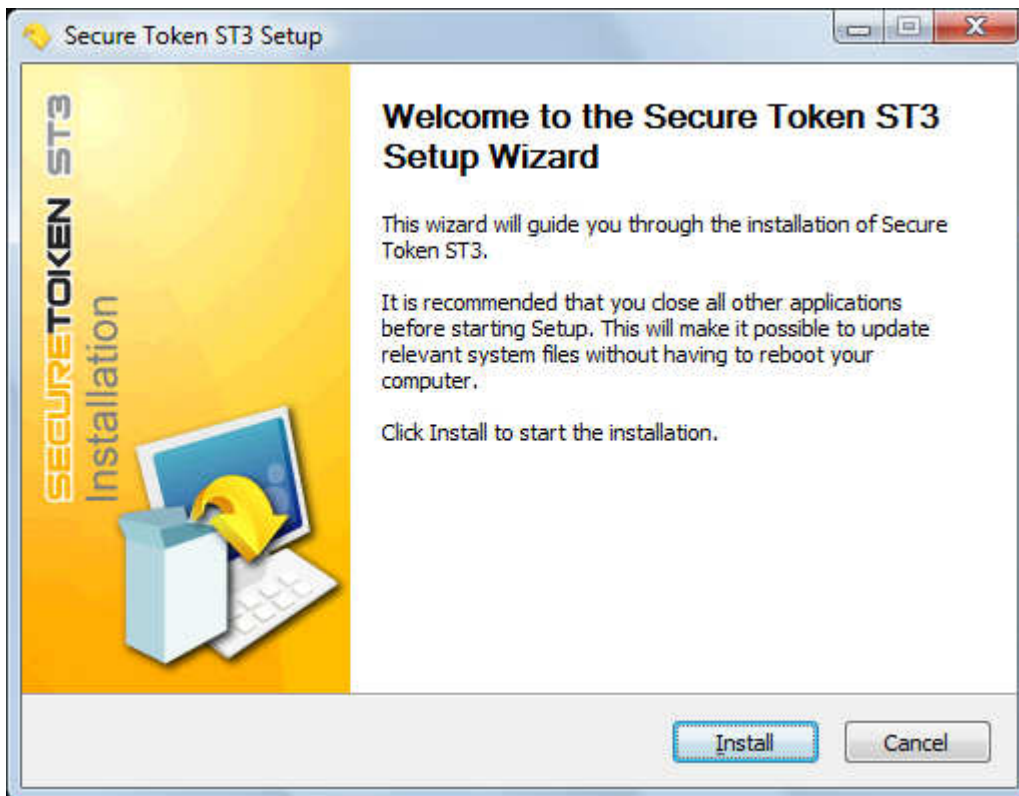 Secure Token ST3 Setup
SECURETOKEN ST3
Installation
Welcome to the Secure Token ST3
Setup Wizard
This wizard will guide you through the installation of Secure
Token ST3.
It is recommended that you close all other applications
before starting Setup. This will make it possible to update
relevant system files without having to reboot your
computer.
Click Install to start the installation.
Install
Cancel